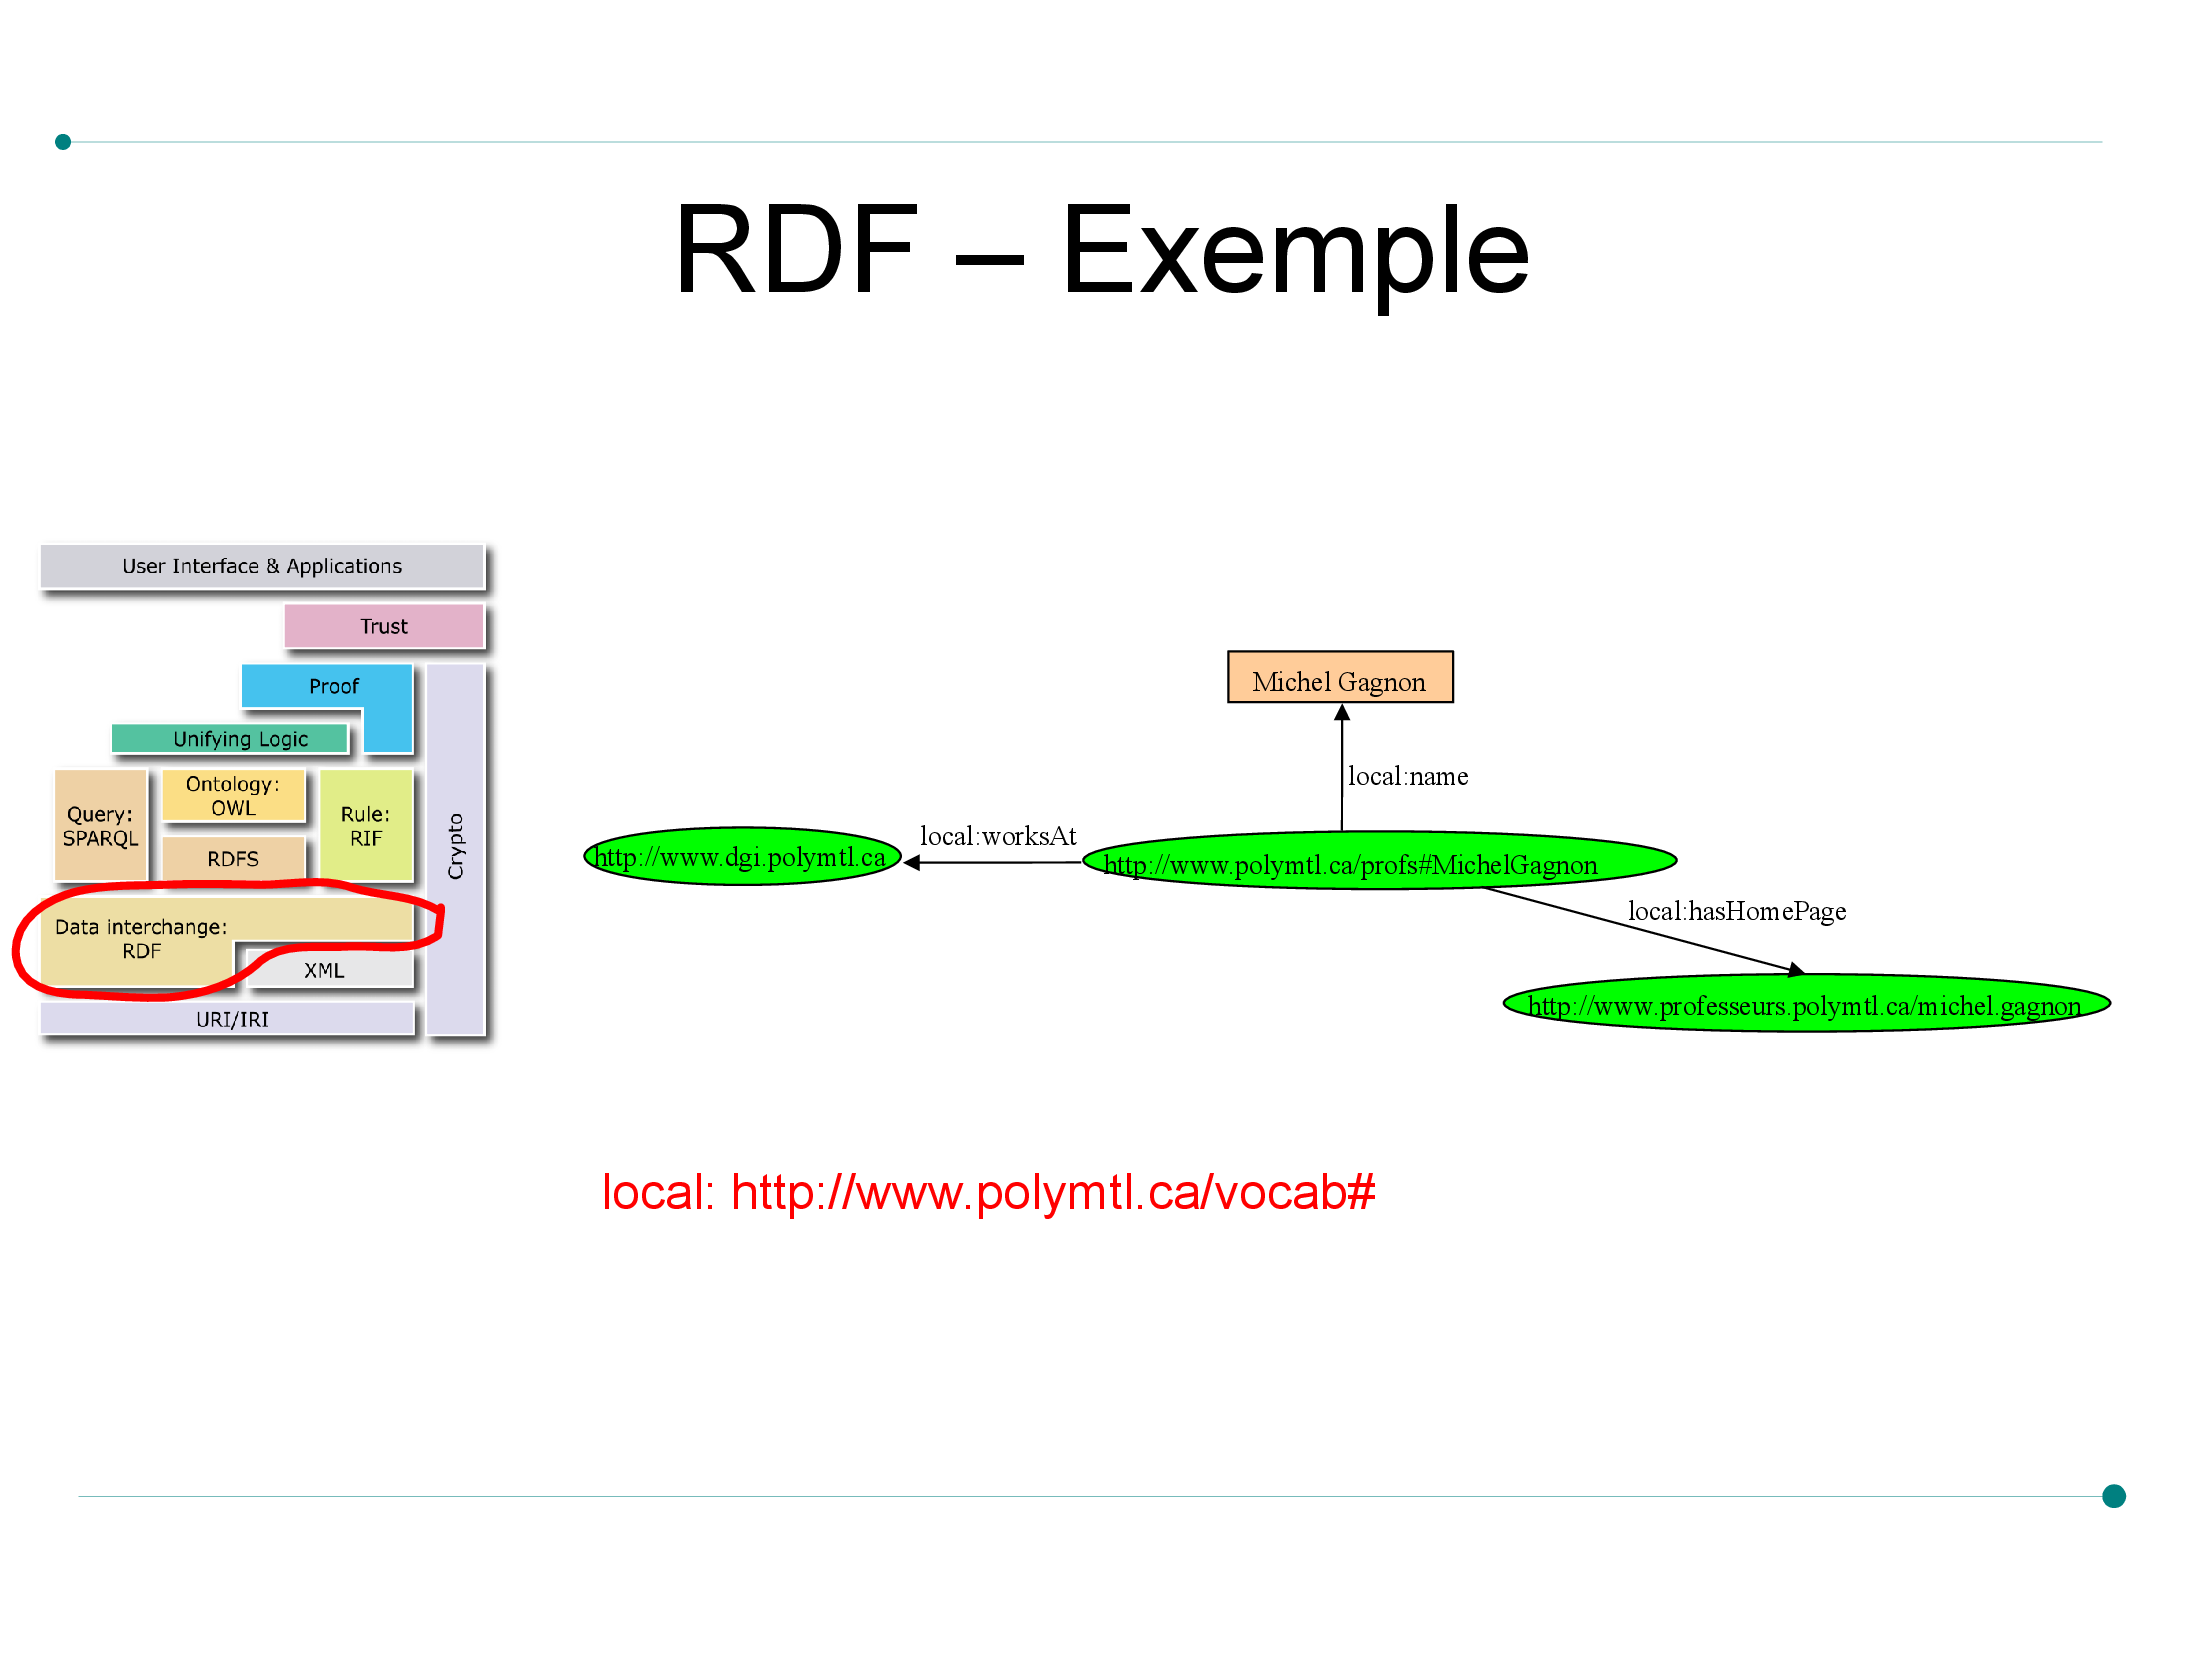 RDF – Exemple
User Interface & Applications
Trust
Proof
Unifying Logic
Query:
SPARQL
Ontology:
OWL
RDFS
Rule:
RIF
Crypto
Data interchange:
RDF
XML
URI/IRI
Michel Gagnon
local:name
local:worksAt
http://www.dgi.polymtl.ca
http://www.polymtl.ca/profs#MichelGagnon
local:hasHomePage
http://www.professeurs.polymtl.ca/michel.gagnon
local: http://www.polymtl.ca/vocab#